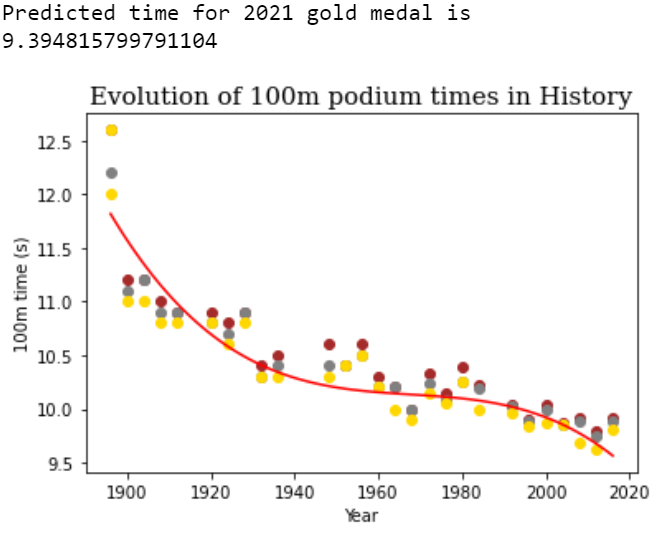 Predicted time for 2021 gold medal is
9.394815799791104
Evolution of 100m podium times in History
12.5
12.0
11.5
11.0
10.5
10.0
9.5
100m time (s)
1900 1920 1940 1960 1980 2000 2020
Year